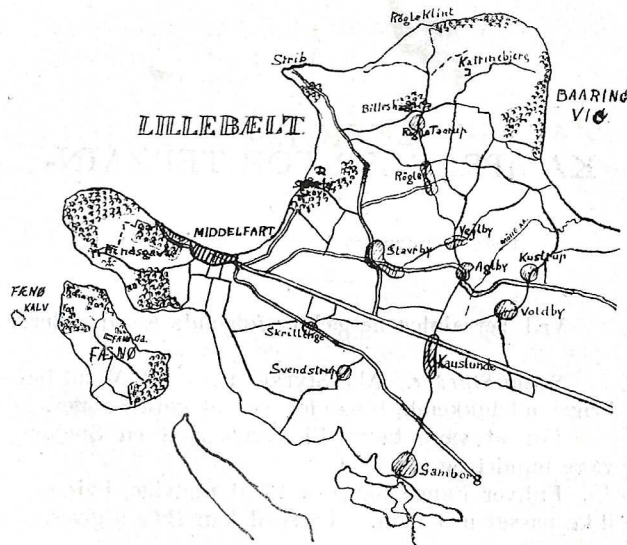 Røgle Klint
Katrinebjerg
Strib
BAARING
VIG
Billeshave
LILLEBÆLT
Røgle Taarup
Røgle
MIDDELFART
Vejlby
Staurby
Aulby
Kustrup
Hindsgavl
FÆNØ
KALV
FÆNØ
Skrillinge
Voldby
Svendstrup
Kauslunde
Gamborg